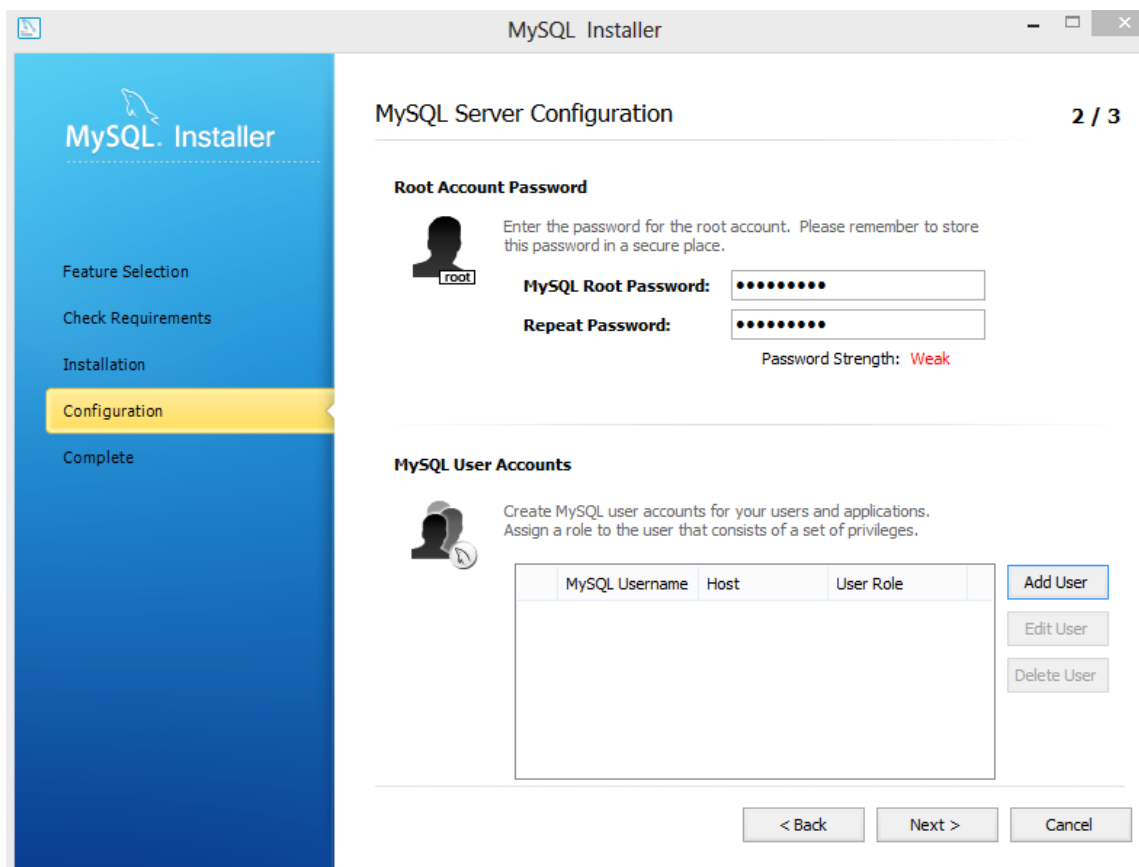 MySQL Installer
MySQL. Installer
Feature Selection
Check Requirements
Installation
Configuration
Complete
MySQL Server Configuration
2 / 3
Root Account Password
root
Enter the password for the root account. Please remember to store
this password in a secure place.
MySQL Root Password: •••••••••
Repeat Password: •••••••••
Password Strength: Weak
MySQL User Accounts
Create MySQL user accounts for your users and applications.
Assign a role to the user that consists of a set of privileges.
MySQL Username Host User Role
Add User
Edit User
Delete User
< Back Next > Cancel